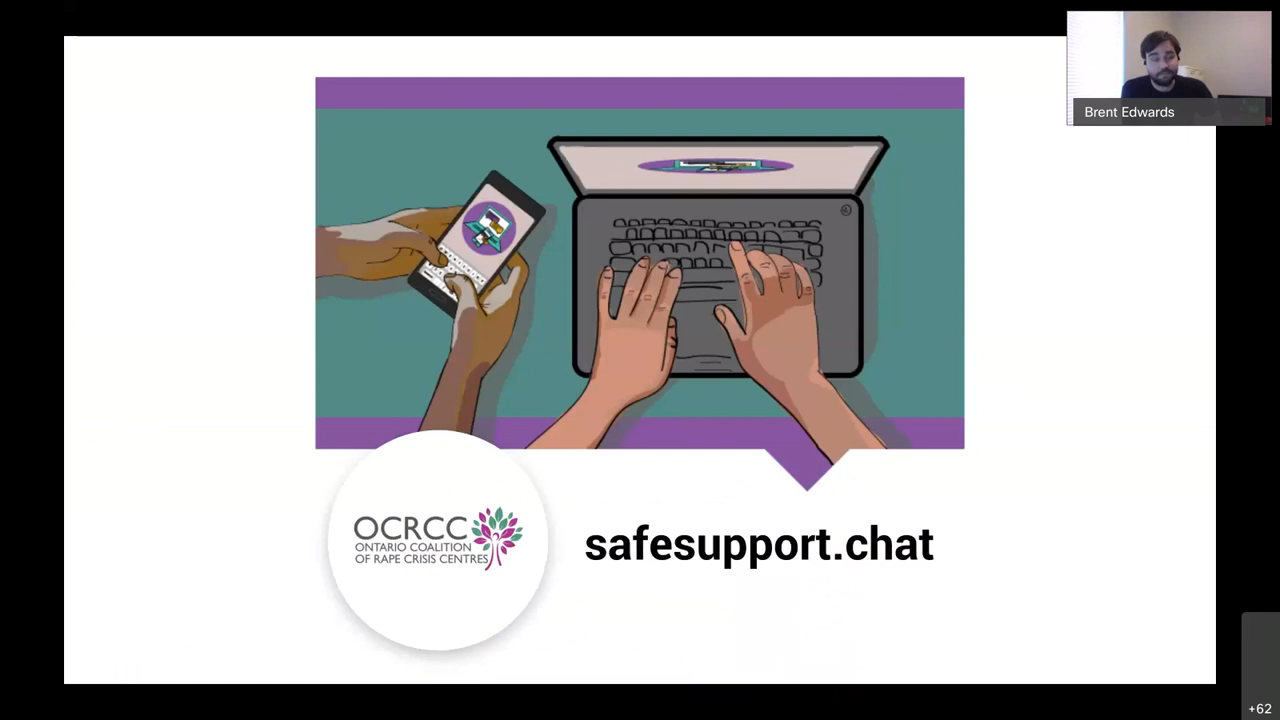 Brent Edwards
OCRCC
ONTARIO COALITION
OF RAPE CRISIS CENTRES
safesupport.chat
+62